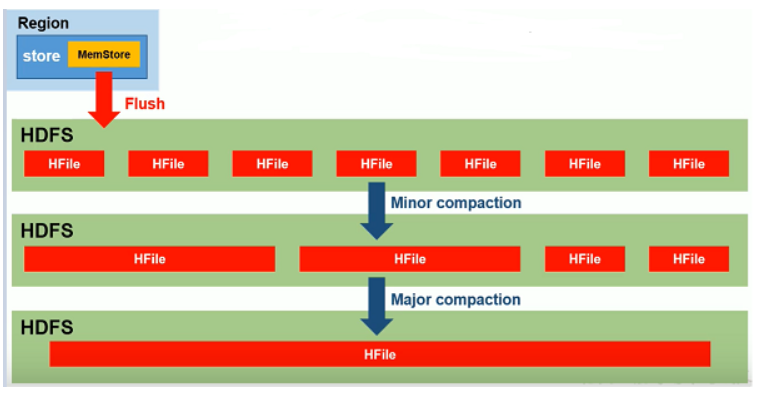 Region
store MemStore
Flush
HDFS
HFile HFile HFile HFile HFile HFile HFile
Minor compaction
HDFS
HFile HFile HFile HFile
Major compaction
HDFS
HFile